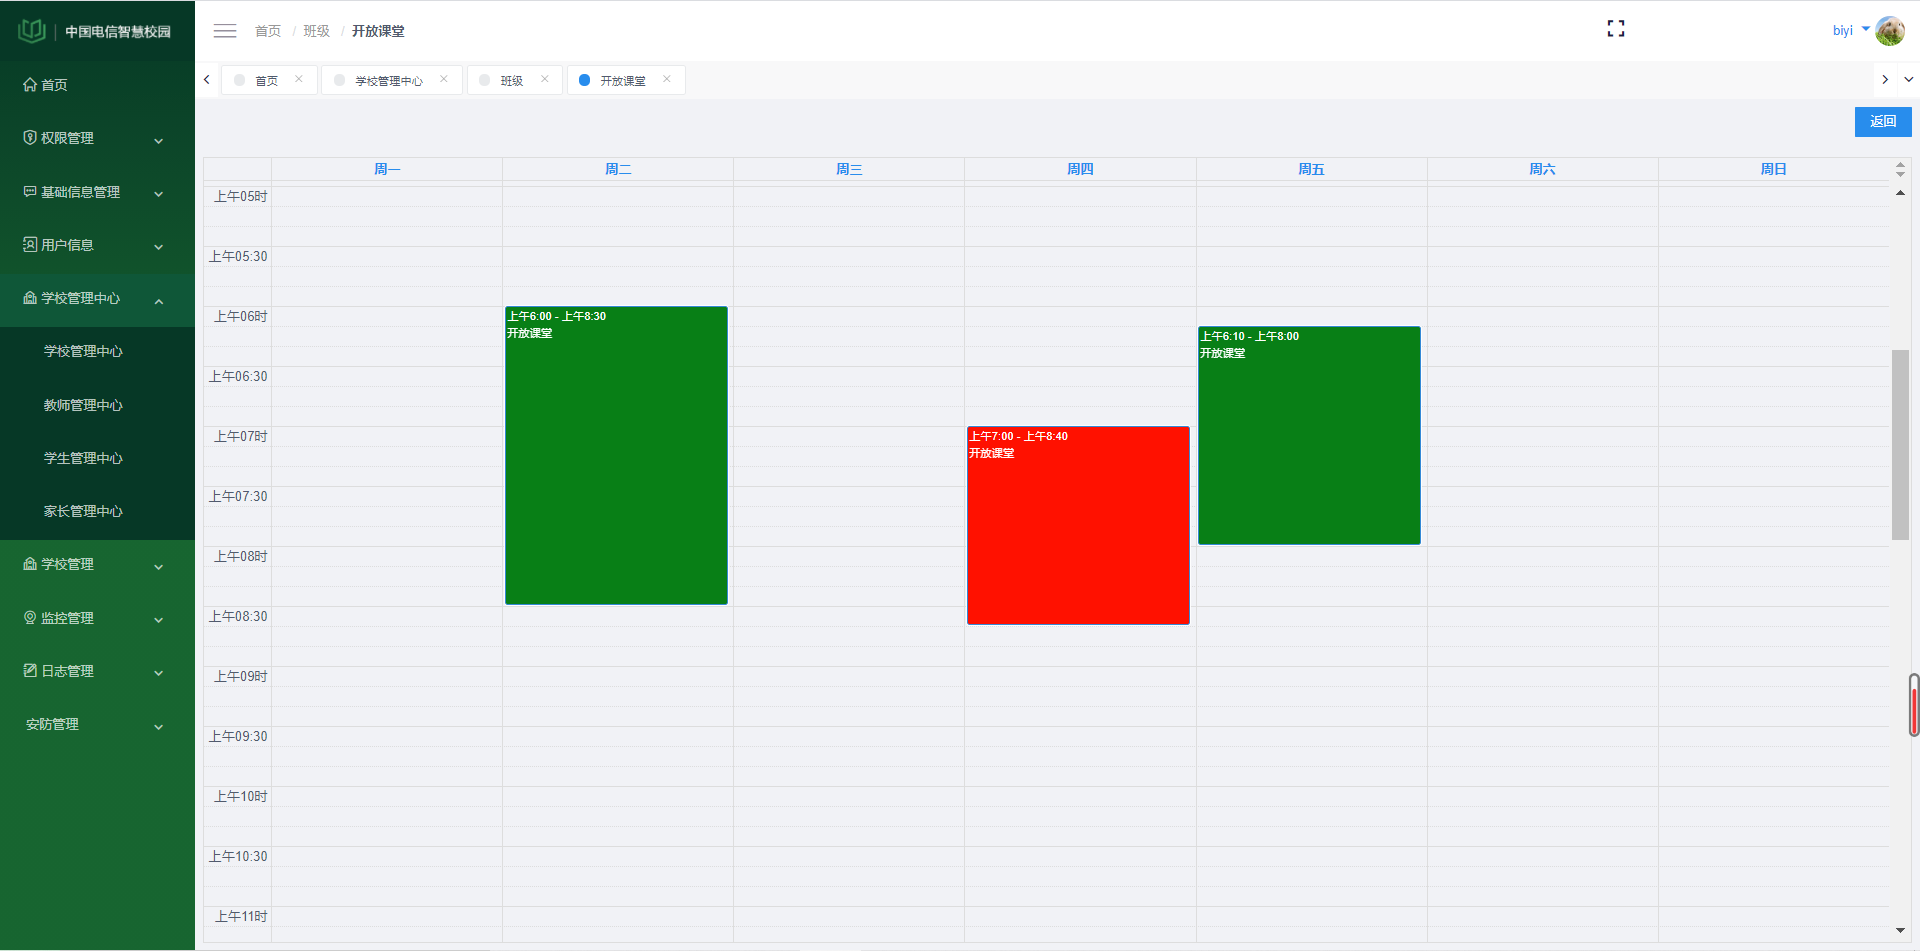 中国电信智慧校园
首页 / 班级 / 开放课堂
biyi
首页
权限管理
基础信息管理
用户信息
学校管理中心
学校管理中心
教师管理中心
学生管理中心
家长管理中心
学校管理
监控管理
日志管理
安防管理
首页 学校管理中心 班级 开放课堂
返回
周一 周二 周三 周四 周五 周六 周日
上午05时
上午05:30
上午06时
上午06:30
上午07时
上午07:30
上午08时
上午08:30
上午09时
上午09:30
上午10时
上午10:30
上午11时
上午6:00 - 上午8:30
开放课堂
上午7:00 - 上午8:40
开放课堂
上午6:10 - 上午8:00
开放课堂